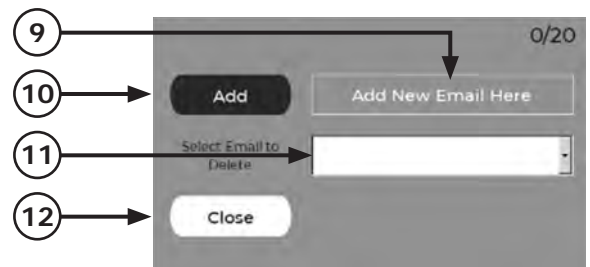 9
0/20
10
Add
Add New Email Here
11
Select Email to
Delete
12
Close